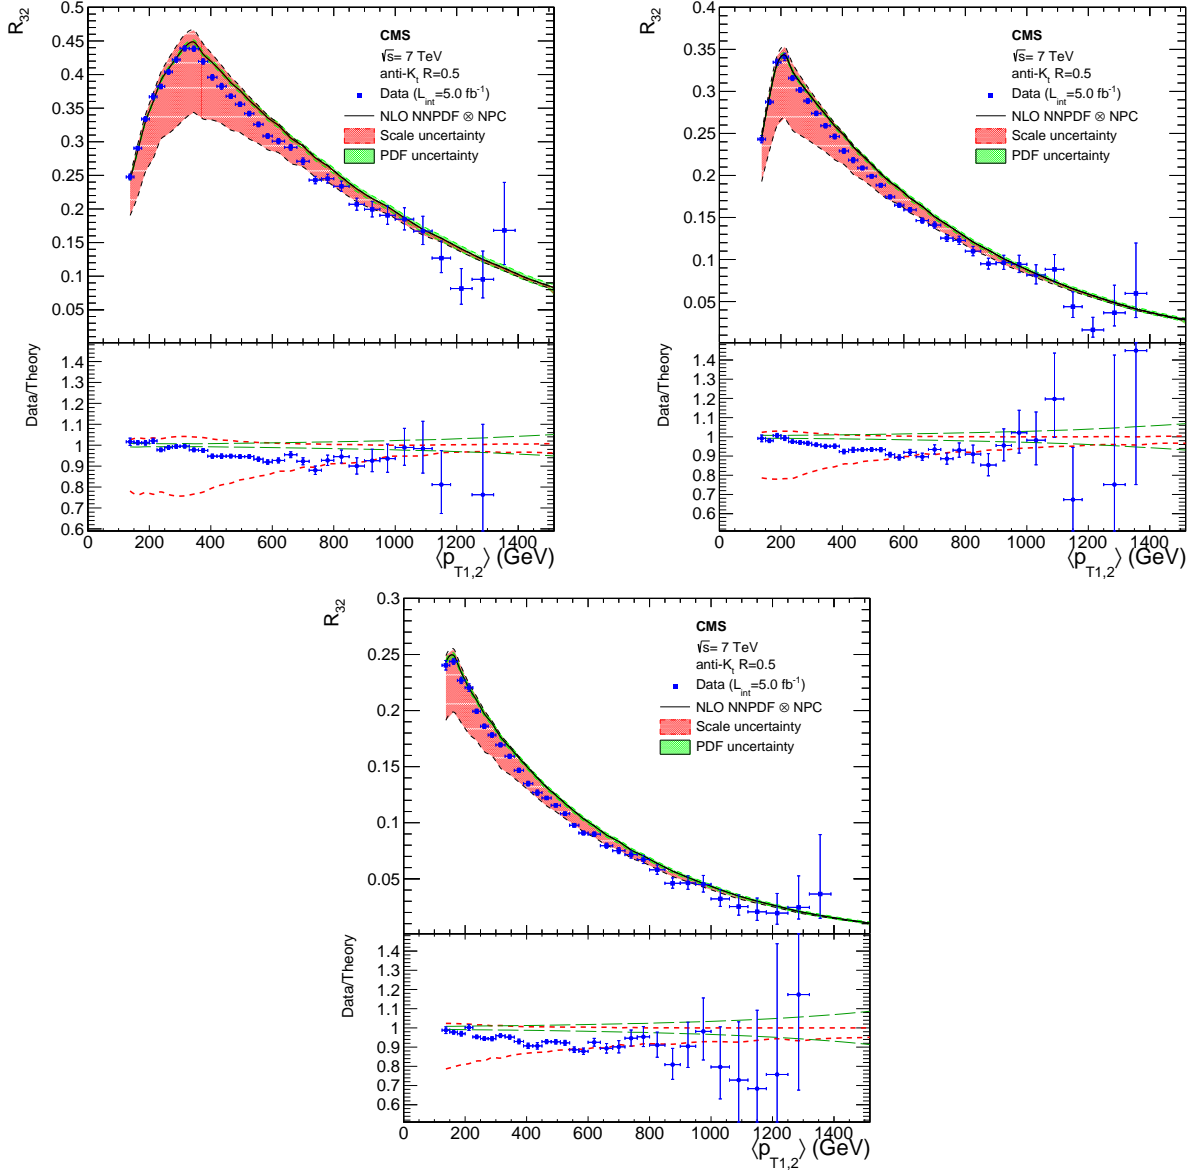 R32
0.5
0.45
0.4
0.35
0.3
0.25
0.2
0.15
0.1
0.05
CMS
√s= 7 TeV
anti-Kt R=0.5
Data (Lint=5.0 fb-1)
NLO NNPDF ⊗ NPC
Scale uncertainty
PDF uncertainty
Data/Theory
1.4
1.3
1.2
1.1
1
0.9
0.8
0.7
0.6
0 200 400 600 800 1000 1200 1400
⟨pT1,2⟩ (GeV)
R32
0.4
0.35
0.3
0.25
0.2
0.15
0.1
0.05
CMS
√s= 7 TeV
anti-Kt R=0.5
Data (Lint=5.0 fb-1)
NLO NNPDF ⊗ NPC
Scale uncertainty
PDF uncertainty
Data/Theory
1.4
1.3
1.2
1.1
1
0.9
0.8
0.7
0.6
0 200 400 600 800 1000 1200 1400
⟨pT1,2⟩ (GeV)
R32
0.3
0.25
0.2
0.15
0.1
0.05
CMS
√s= 7 TeV
anti-Kt R=0.5
Data (Lint=5.0 fb-1)
NLO NNPDF ⊗ NPC
Scale uncertainty
PDF uncertainty
Data/Theory
1.4
1.3
1.2
1.1
1
0.9
0.8
0.7
0.6
0 200 400 600 800 1000 1200 1400
⟨pT1,2⟩ (GeV)